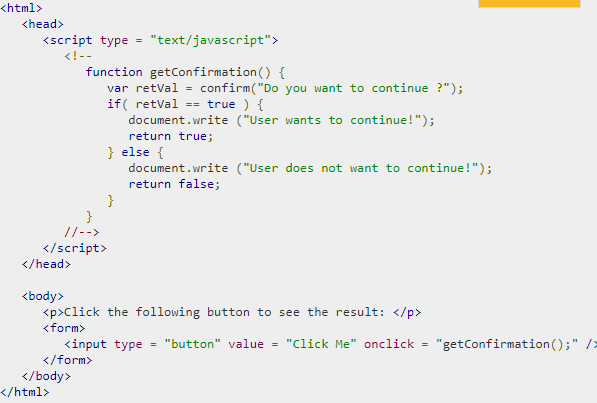 <html>
<head>
<script type = "text/javascript">
<!--
function getConfirmation() {
var retVal = confirm("Do you want to continue ?");
if( retVal == true ) {
document.write ("User wants to continue!");
return true;
} else {
document.write ("User does not want to continue!");
return false;
}
}
//-->
</script>
</head>
<body>
<p>Click the following button to see the result: </p>
<form>
<input type = "button" value = "Click Me" onclick = "getConfirmation();" />
</form>
</body>
</html>